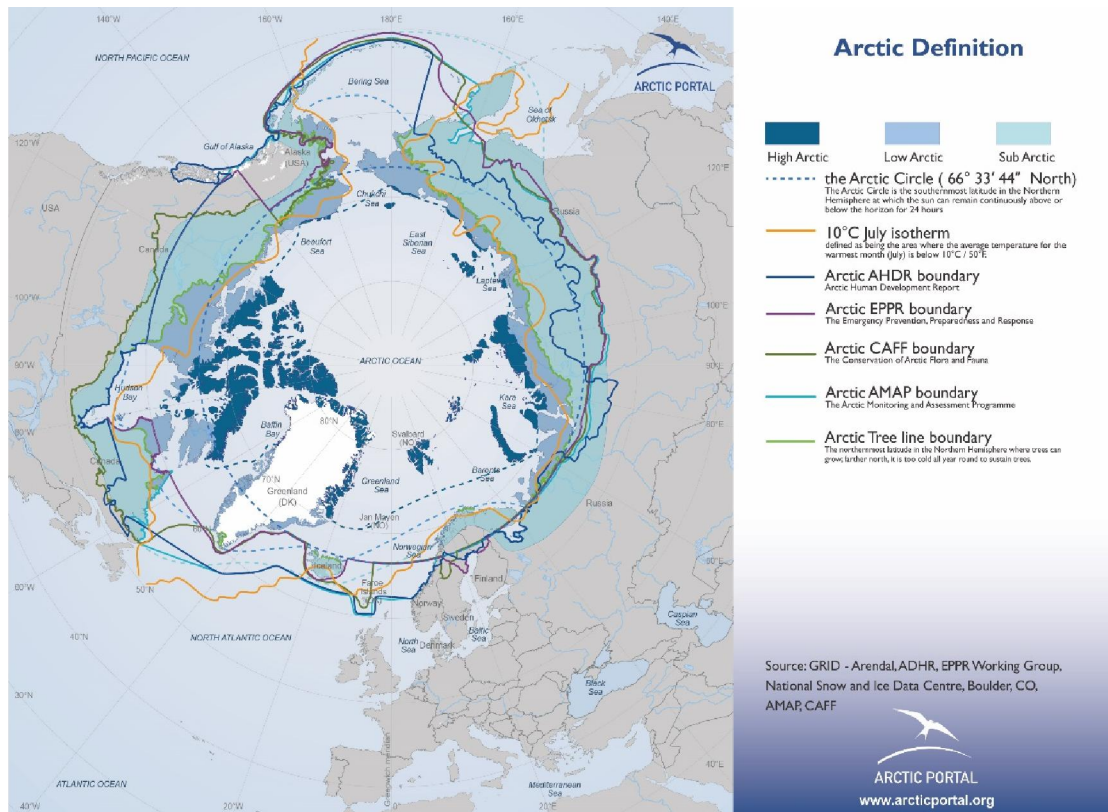 140°W
160°W
180°E
160°E
140°E
NORTH PACIFIC OCEAN
Bering Sea
ARCTIC PORTAL
Sea of
Okhotsk
120°W
Gulf of Alaska
Alaska
(USA)
120°E
Chukchi
Sea
USA
Russia
Canada
Beaufort
Sea
East
Siberian
Sea
Laptev
Sea
100°W
100°E
ARCTIC OCEAN
90°W
90°E
Hudson
Bay
Kara
Sea
80°W
80°E
Baffin
Bay
80°N
Svalbard
(NO)
Canada
70°N
Greenland
Sea
Barents
Sea
Greenland
(DK)
Russia
Jan Mayen
(NO)
Norwegian
Sea
Iceland
60°W
50°N
Faroe
Islands
Finland
Norway
Sweden
60°E
Caspian
Sea
40°W
NORTH ATLANTIC OCEAN
North
Sea
Denmark
Baltic
Sea
30°W
Black
Sea
Greenwich meridian
ATLANTIC OCEAN
Mediterranean
Sea
40°W
20°W
0°
20°E
40°E
Arctic Definition
High Arctic
Low Arctic
Sub Arctic
the Arctic Circle ( 66° 33' 44" North)
The Arctic Circle is the southernmost latitude in the Northern
Hemisphere at which the sun can remain continuously above or
below the horizon for 24 hours
10°C July isotherm
defined as being the area where the average temperature for the
warmest month (July) is below 10°C / 50°F.
Arctic AHDR boundary
Arctic Human Development Report
Arctic EPPR boundary
The Emergency Prevention, Preparedness and Response
Arctic CAFF boundary
The Conservation of Arctic Flora and Fauna
Arctic AMAP boundary
The Arctic Monitoring and Assessment Programme
Arctic Tree line boundary
The northernmost latitude in the Northern Hemisphere where trees can
grow; farther north, it is too cold all year round to sustain trees.
Source: GRID - Arendal, ADHR, EPPR Working Group,
National Snow and Ice Data Centre, Boulder, CO,
AMAP, CAFF
ARCTIC PORTAL
www.arcticportal.org